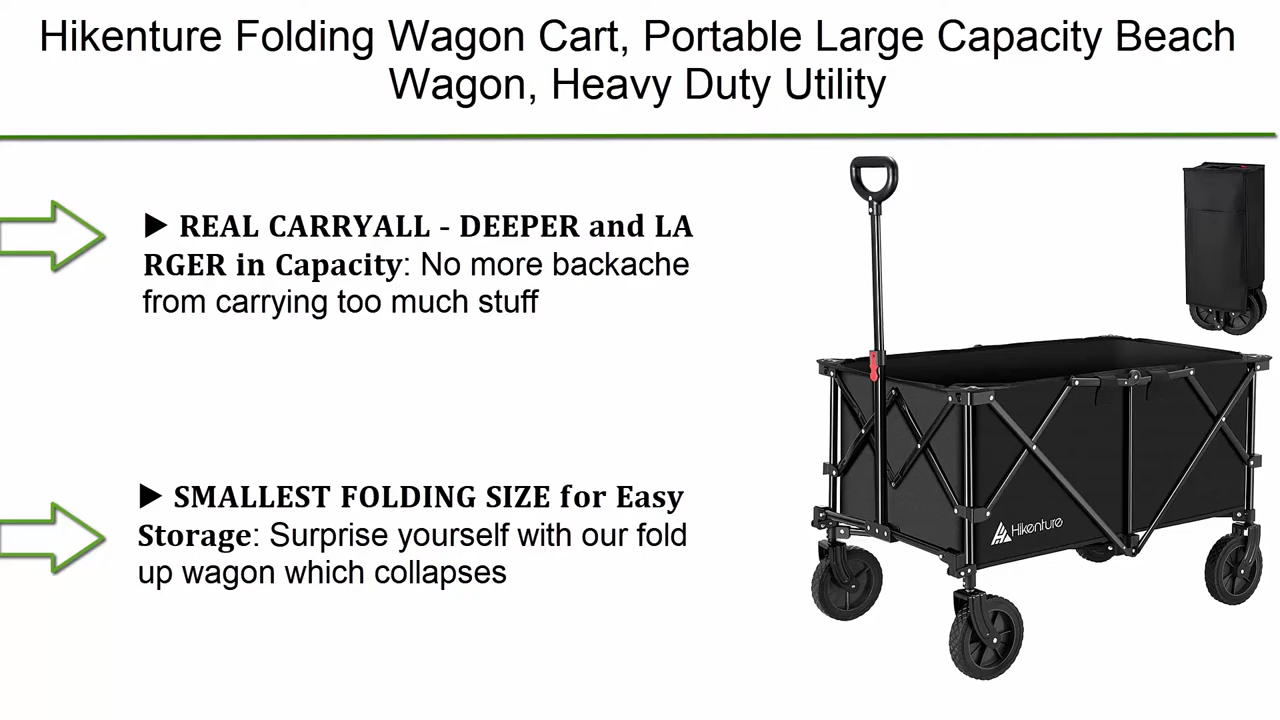 Hikenture Folding Wagon Cart, Portable Large Capacity Beach
Wagon, Heavy Duty Utility
▶ REAL CARRYALL - DEEPER and LA
RGER in Capacity: No more backache
from carrying too much stuff
▶ SMALLEST FOLDING SIZE for Easy
Storage: Surprise yourself with our fold
up wagon which collapses
Hikenture